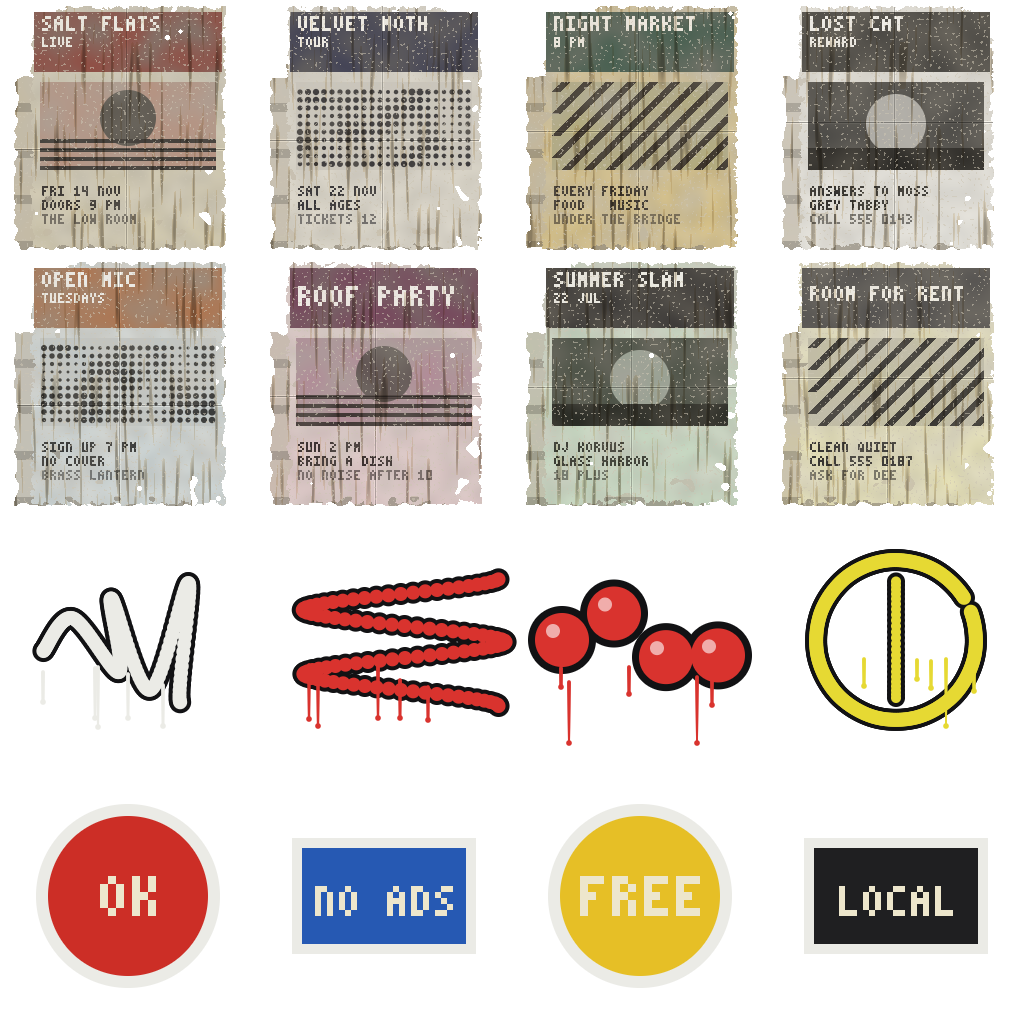 SALT FLATS
LIVE
FRI 14 NOV
DOORS 9 PM
THE LOW ROOM
VELVET MOTH
TOUR
SAT 22 NOV
ALL AGES
TICKETS 12
NIGHT MARKET
8 PM
EVERY FRIDAY
FOOD MUSIC
UNDER THE BRIDGE
LOST CAT
REWARD
ANSWERS TO MOSS
GREY TABBY
CALL 555 0143
OPEN MIC
TUESDAYS
SIGN UP 7 PM
NO COVER
BRASS LANTERN
ROOF PARTY
SUN 2 PM
BRING A DISH
NO NOISE AFTER 10
SUMMER SLAM
22 JUL
DJ KORVUS
GLASS HARBOR
18 PLUS
ROOM FOR RENT
CLEAN QUIET
CALL 555 0187
ASK FOR DEE
OK
NO ADS
FREE
LOCAL